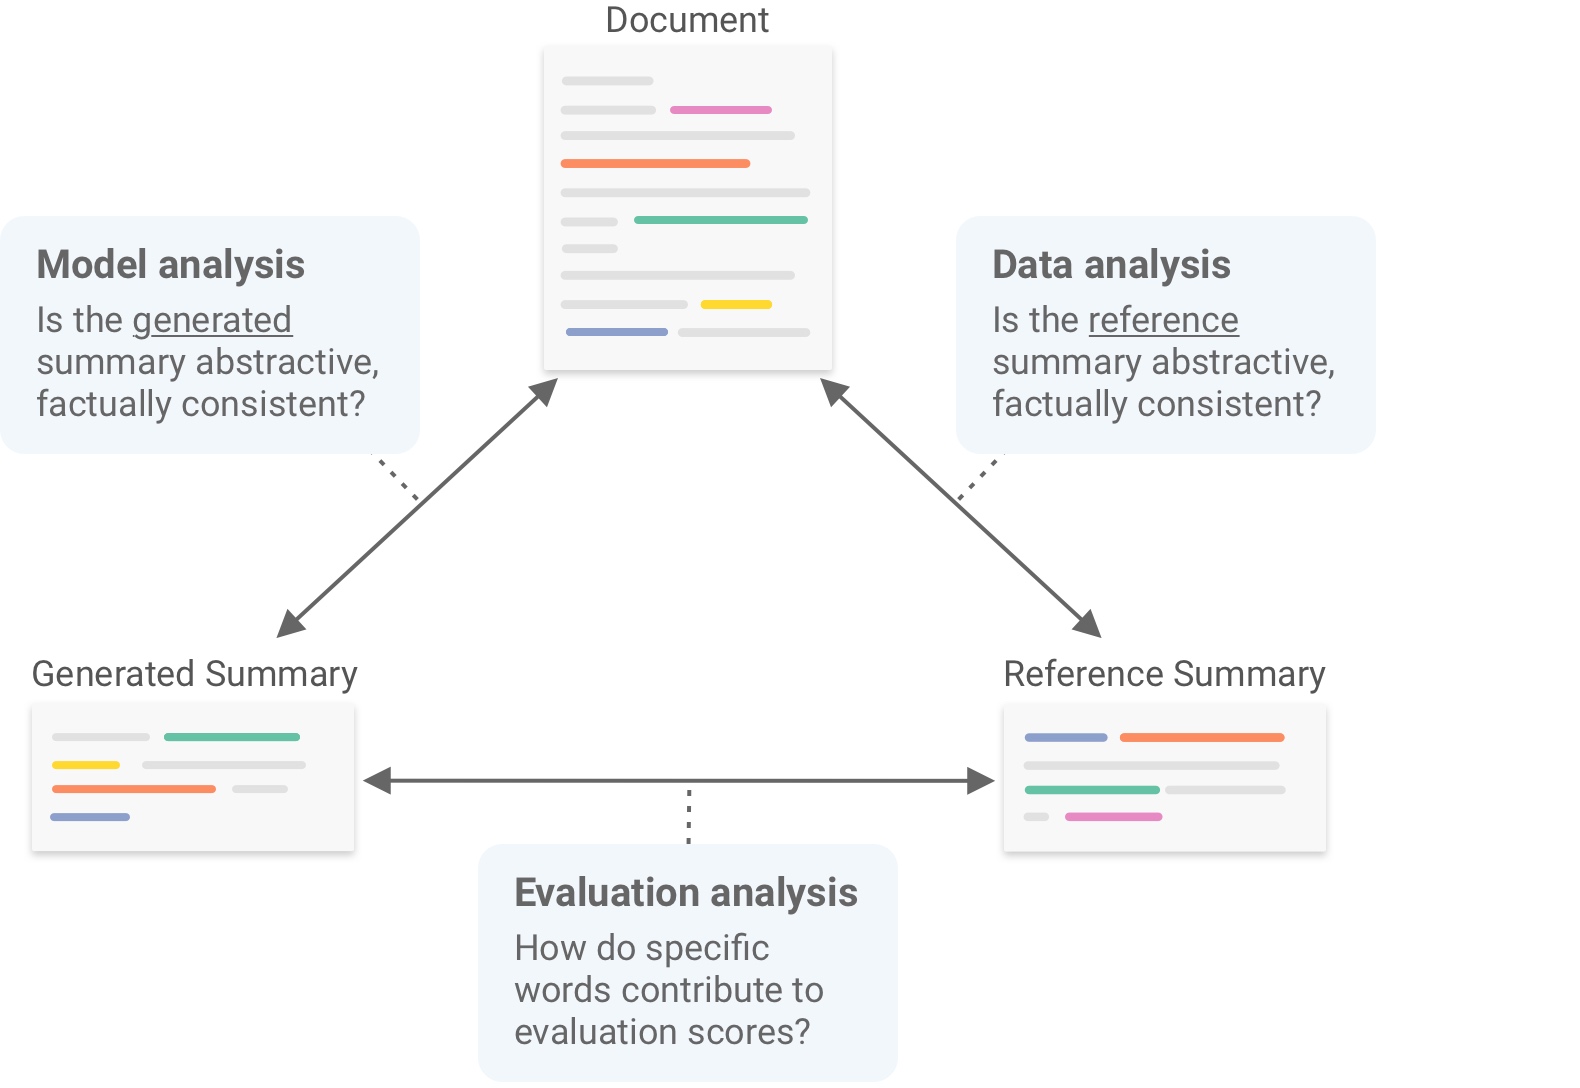 Document
Model analysis
Is the generated
summary abstractive,
factually consistent?
Data analysis
Is the reference
summary abstractive,
factually consistent?
Generated Summary
Reference Summary
Evaluation analysis
How do specific
words contribute to
evaluation scores?